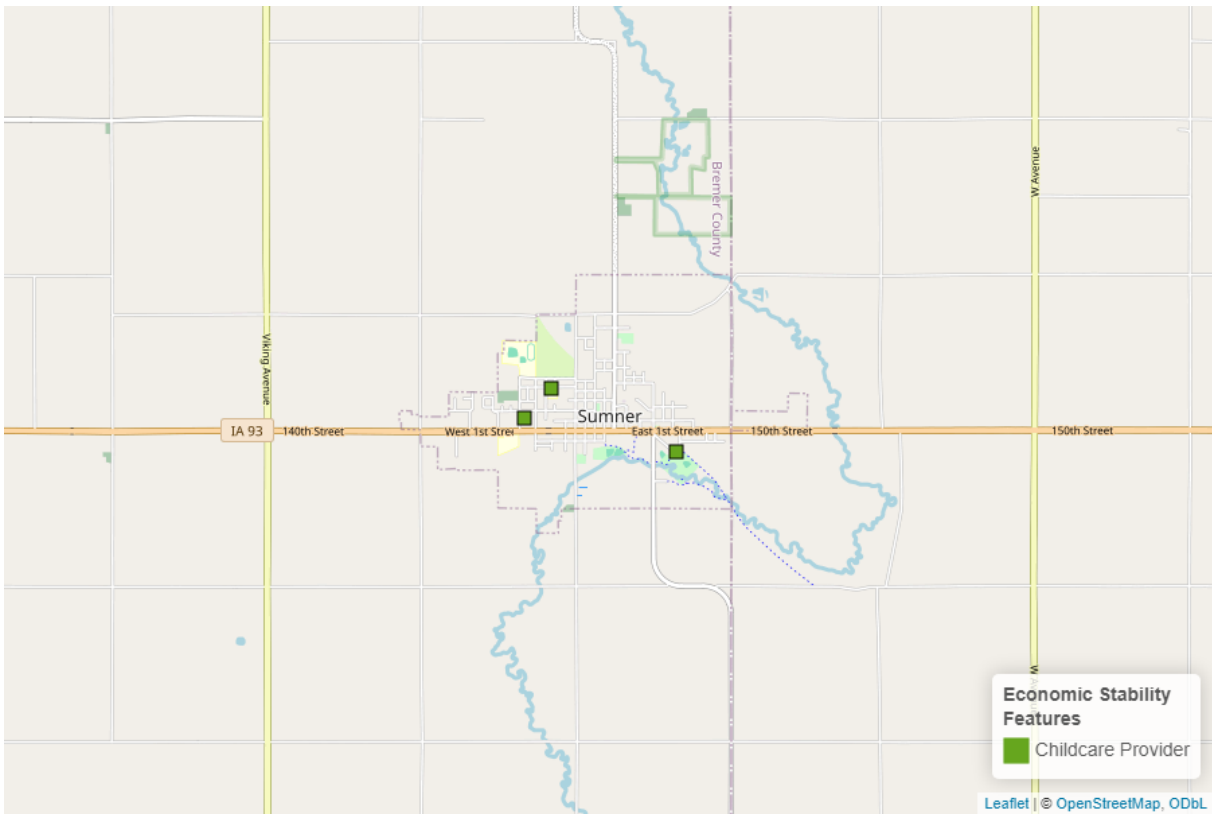 W Avenue
Bremer County
Viking Avenue
Sumner
IA 93
140th Street
West 1st Stre
East 1st Street
150th Street
150th Street
Economic Stability
Features
Childcare Provider
Leaflet | © OpenStreetMap, ODbL